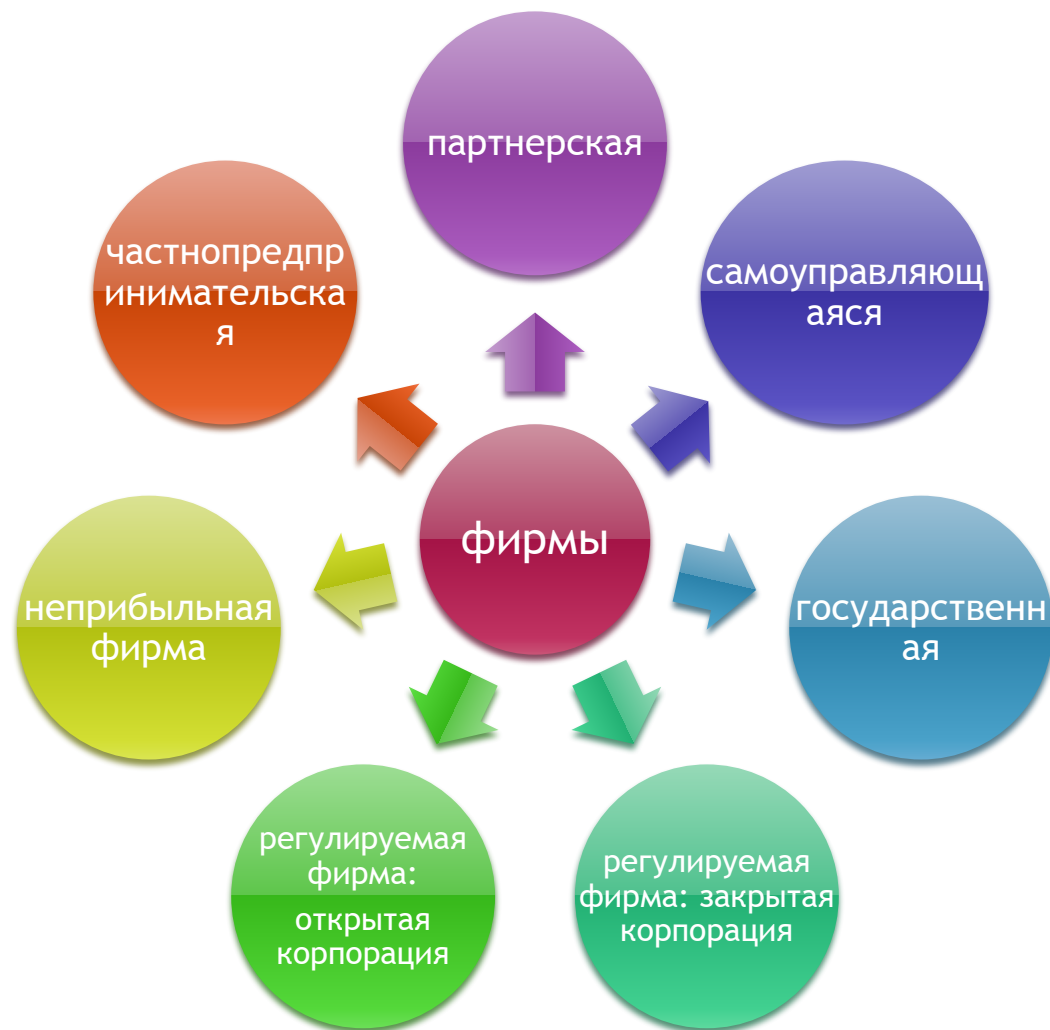 партнерская
самоуправляющ
аяся
государственн
ая
регулируемая
фирма: закрытая
корпорация
регулируемая
фирма:
открытая
корпорация
неприбыльная
фирма
частнопредпр
инимательска
я
фирмы